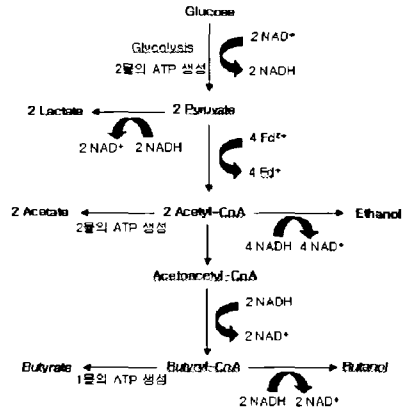 Glucose
Glycolysis
2몰의 ATP 생성
2 NAD+
2 NADH
2 Lactate
2 Pyruvate
2 NAD+ 2 NADH
4 Fd²+
4 Fd+
2 Acetate
2 Acetyl-CoA
Ethanol
2몰의 ATP 생성
4 NADH 4 NAD+
Acetoacetyl-CoA
2 NADH
2 NAD+
Butyrate
Butyryl-CoA
Butanol
1몰의 ATP 생성
2 NADH 2 NAD+